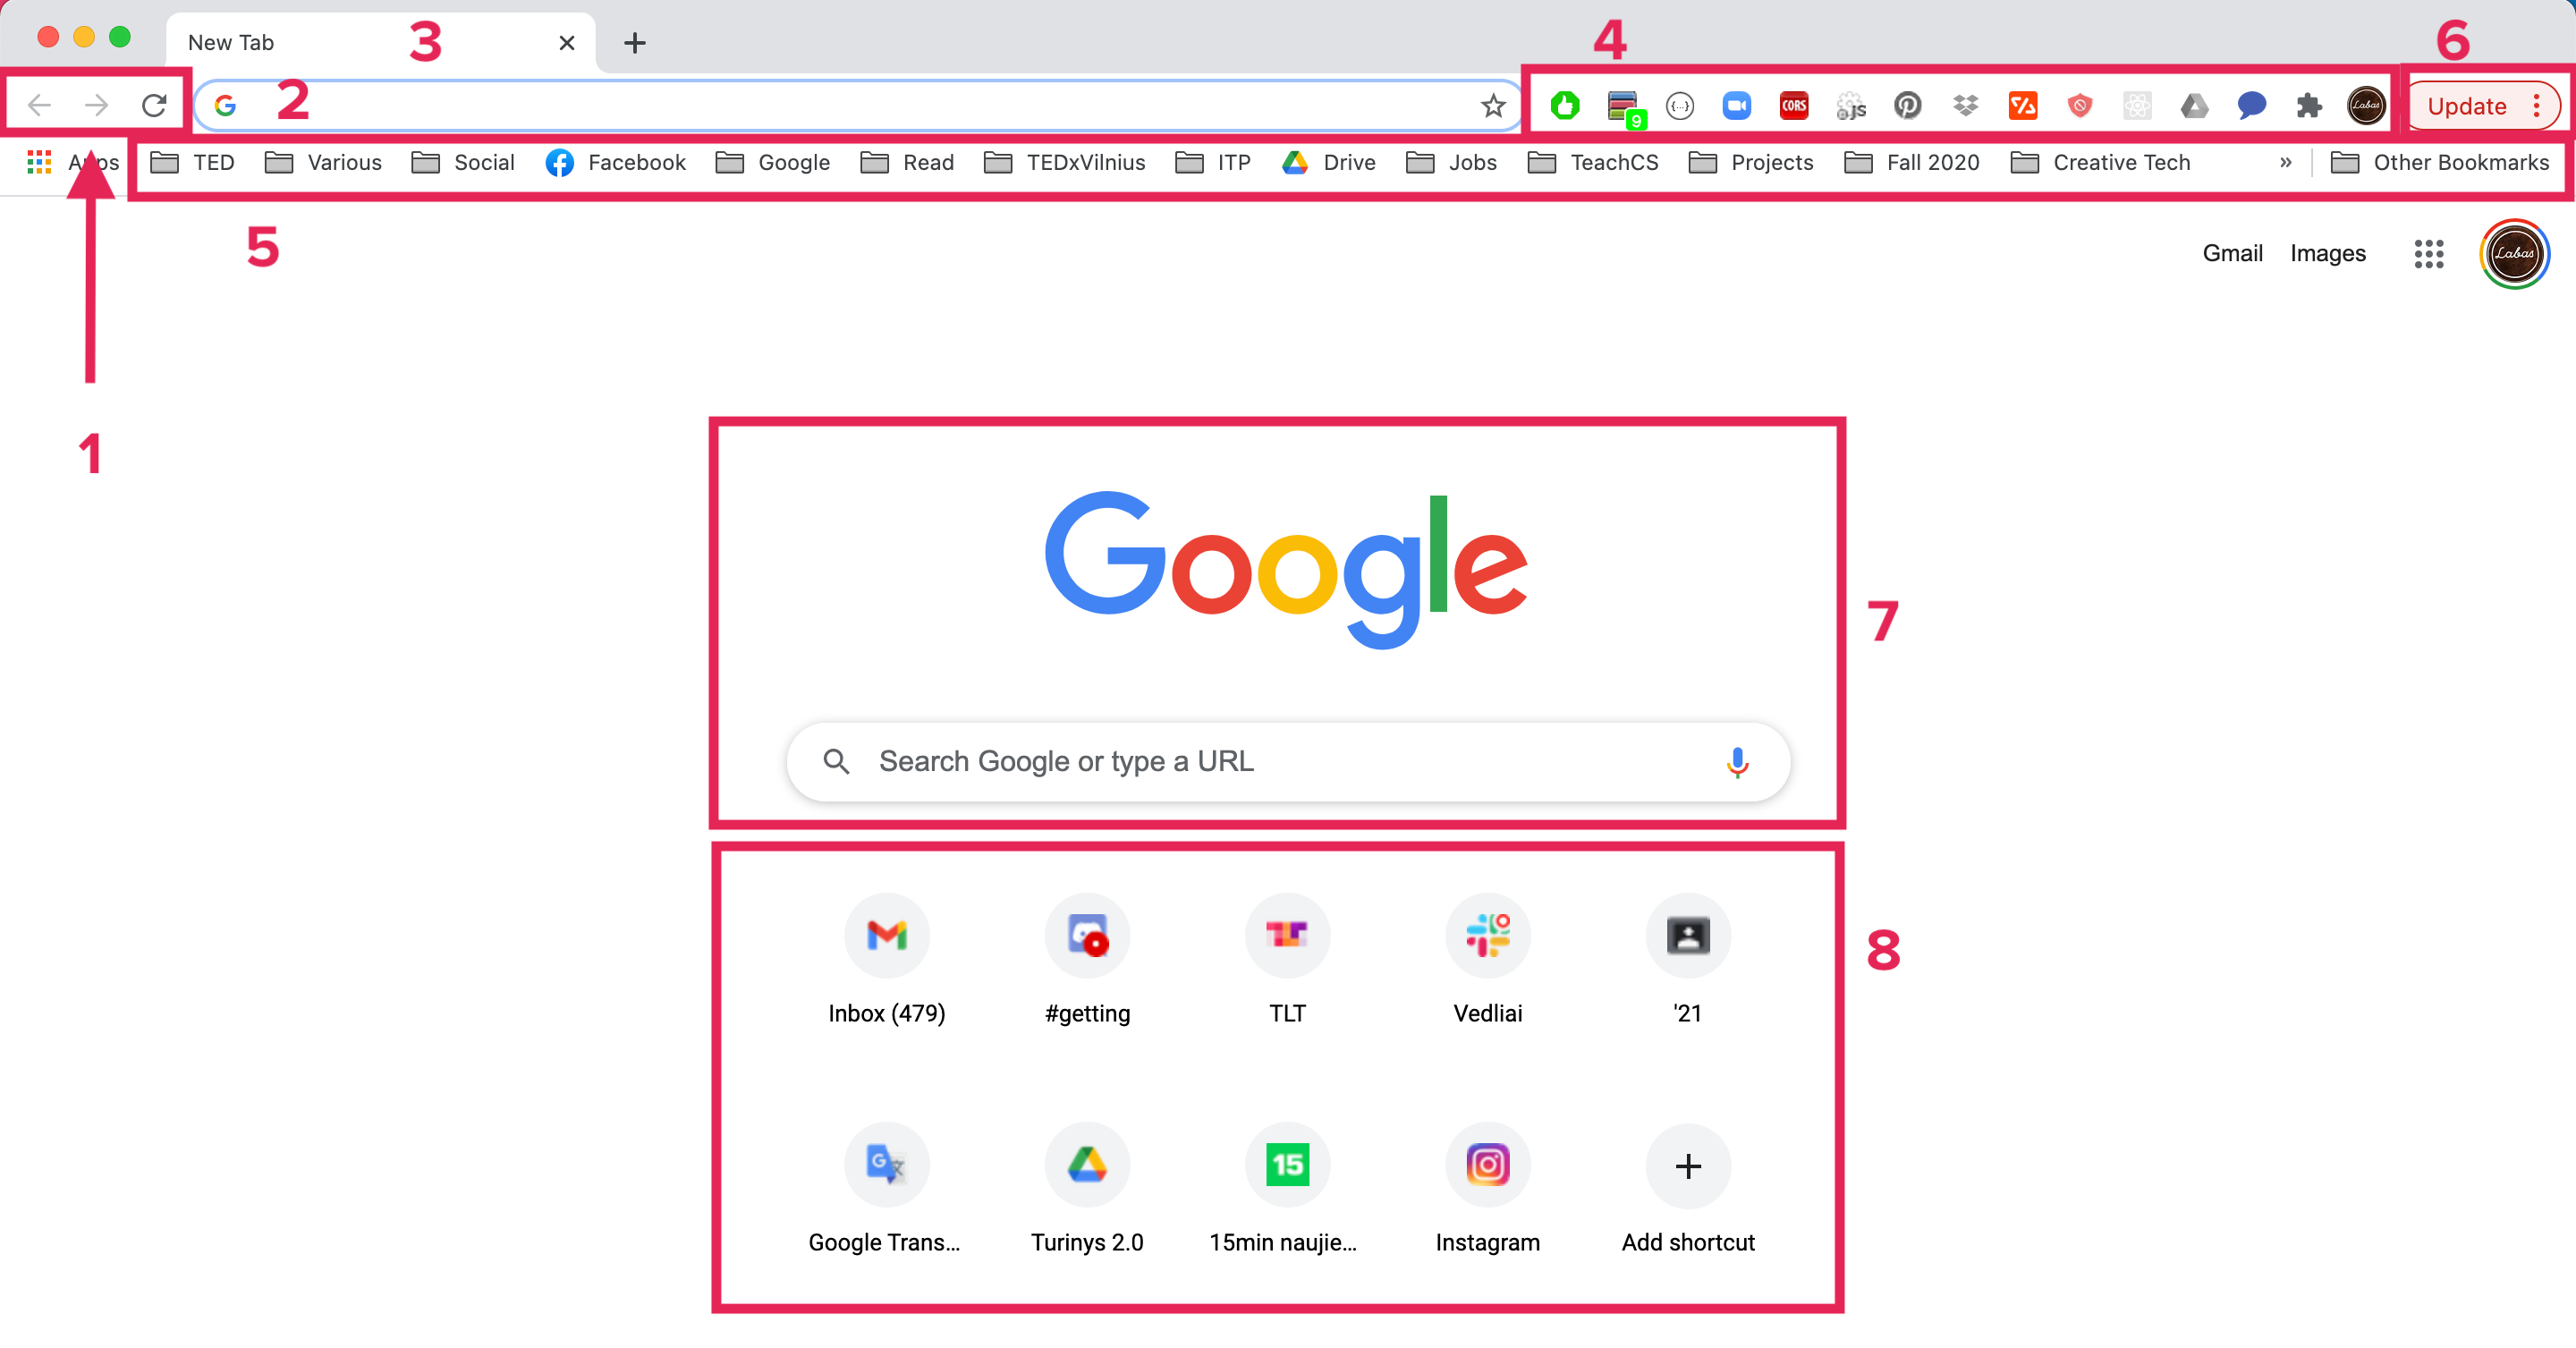 New Tab 3 4 6
2 9 {...} CORS JS Labas Update
Apps TED Various Social Facebook Google Read TEDxVilnius ITP Drive Jobs TeachCS Projects Fall 2020 Creative Tech » Other Bookmarks
5 Gmail Images Labas
1
Google
7
Search Google or type a URL
8
Inbox (479) #getting TLT Vedliai '21
15
Google Trans... Turinys 2.0 15min naujie... Instagram Add shortcut